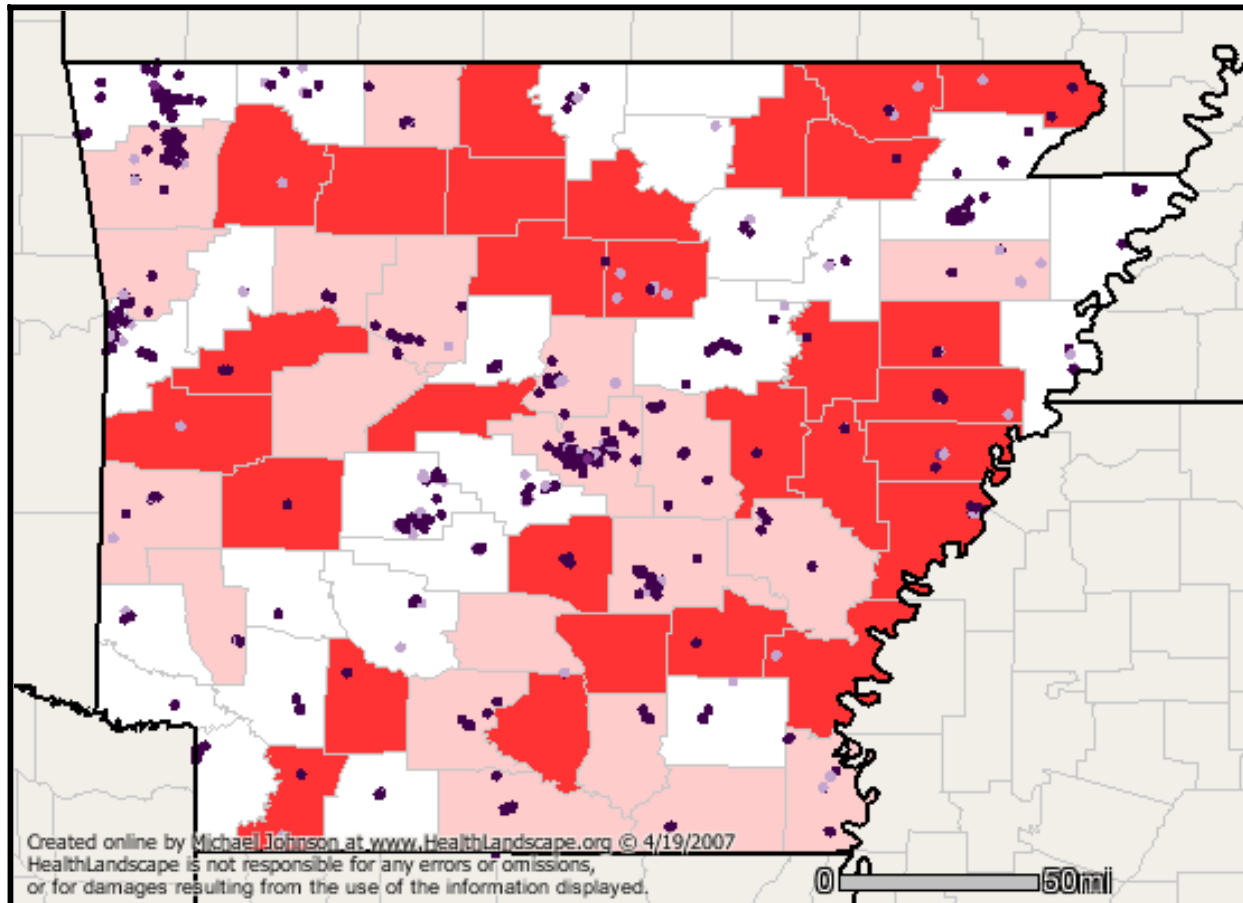 Created online by Michael Johnson at www.HealthLandscape.org © 4/19/2007
HealthLandscape is not responsible for any errors or omissions,
or for damages resulting from the use of the information displayed.
0 50mi